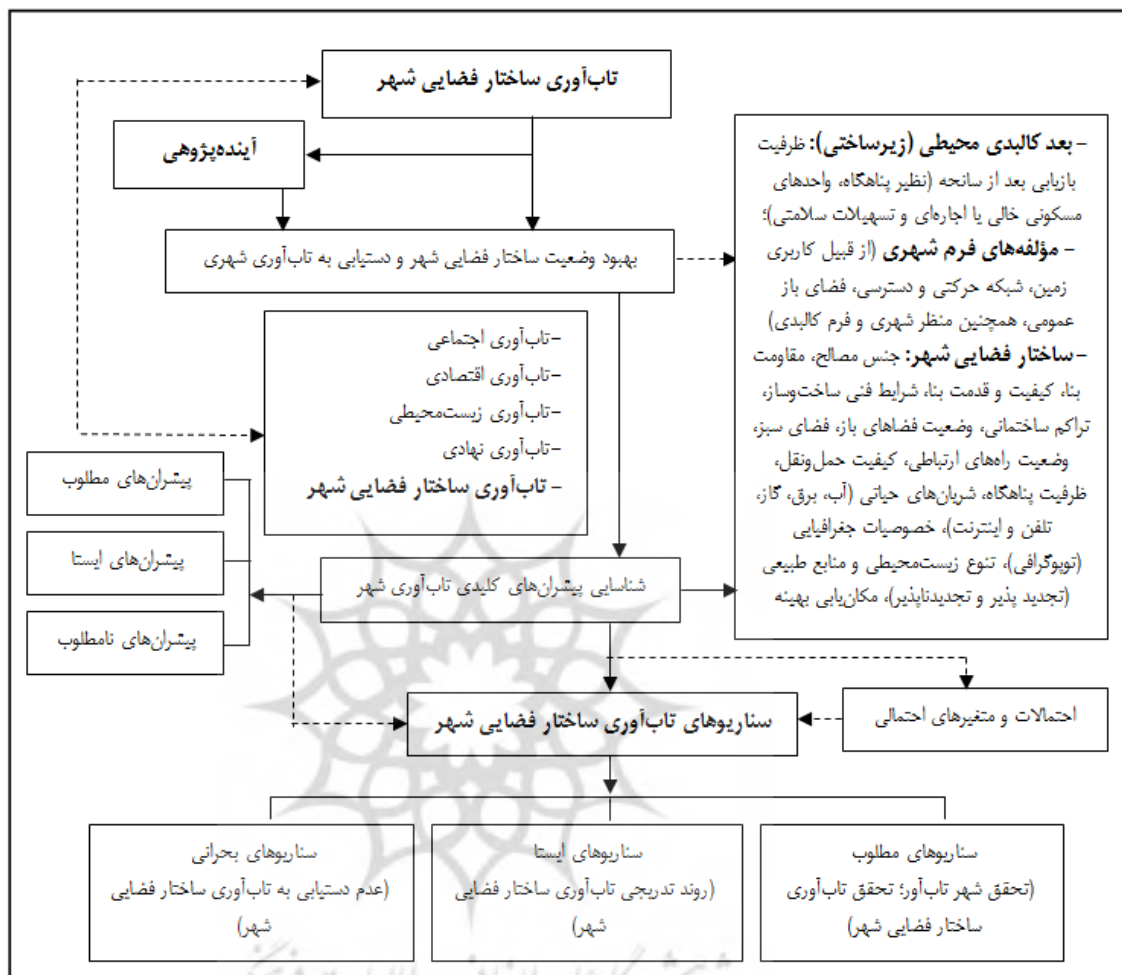 تاب‌آوری ساختار فضایی شهر
آینده‌پژوهی
بهبود وضعیت ساختار فضایی شهر و دستیابی به تاب‌آوری شهری
– بعد کالبدی محیطی (زیرساختی): ظرفیت
بازیابی بعد از سانحه (نظیر پناهگاه، واحدهای
مسکونی خالی یا اجاره‌ای و تسهیلات سلامتی)؛
– مؤلفه‌های فرم شهری (از قبیل کاربری
زمین، شبکه حرکتی و دسترسی، فضای باز
عمومی، همچنین منظر شهری و فرم کالبدی)
– ساختار فضایی شهر: جنس مصالح، مقاومت
بنا، کیفیت و قدمت بنا، شرایط فنی ساخت‌وساز،
تراکم ساختمانی، وضعیت فضاهای باز، فضای سبز،
وضعیت راه‌های ارتباطی، کیفیت حمل‌ونقل،
ظرفیت پناهگاه، شریان‌های حیاتی (آب، برق، گاز،
تلفن و اینترنت)، خصوصیات جغرافیایی
(توپوگرافی)، تنوع زیست‌محیطی و منابع طبیعی
(تجدید پذیر و تجدیدناپذیر)، مکان‌یابی بهینه
–تاب‌آوری اجتماعی
–تاب‌آوری اقتصادی
–تاب‌آوری زیست‌محیطی
–تاب‌آوری نهادی
– تاب‌آوری ساختار فضایی شهر
پیشران‌های مطلوب
پیشران‌های ایستا
پیشران‌های نامطلوب
شناسایی پیشران‌های کلیدی تاب‌آوری شهر
سناریوهای تاب‌آوری ساختار فضایی شهر
احتمالات و متغیرهای احتمالی
سناریوهای مطلوب
(تحقق شهر تاب‌آور؛ تحقق تاب‌آوری
ساختار فضایی شهر)
سناریوهای ایستا
(روند تدریجی تاب‌آوری ساختار فضایی
شهر)
سناریوهای بحرانی
(عدم دستیابی به تاب‌آوری ساختار فضایی
شهر)